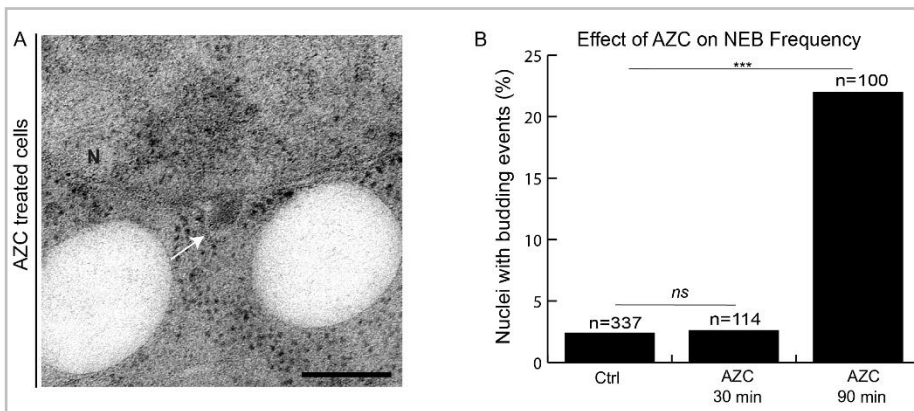 A
AZC treated cells
N
B
Effect of AZC on NEB Frequency
Nuclei with budding events (%)
25
20
15
10
5
0
***
n=100
ns
n=337
n=114
Ctrl
AZC
30 min
AZC
90 min